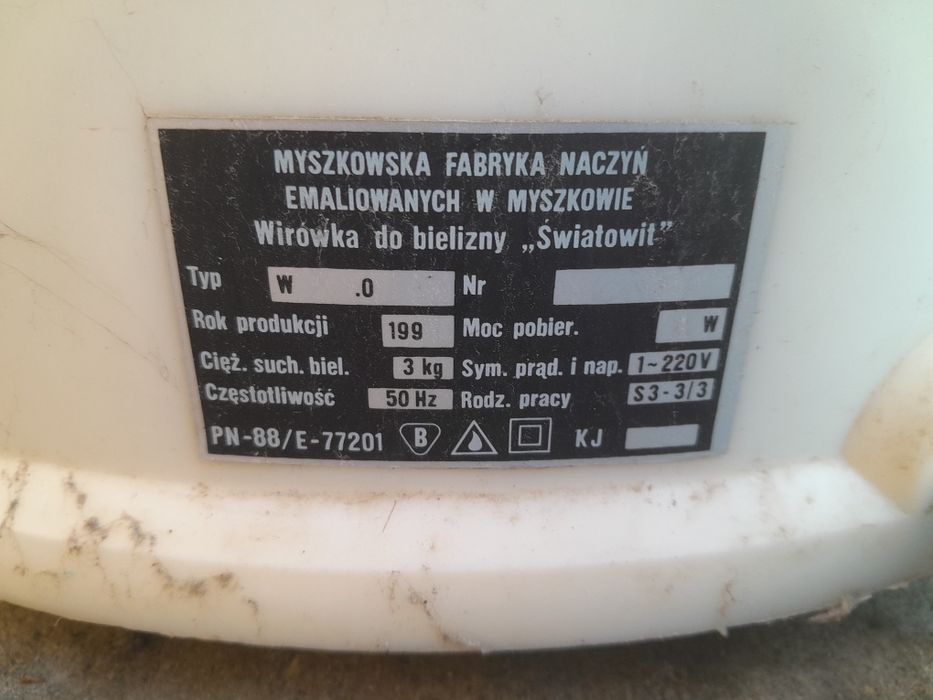 MYSZKOWSKA FABRYKA NACZYŃ
EMALIOWANYCH W MYSZKOWIE
Wirówka do bielizny „Światowit”
Typ W .0 Nr
Rok produkcji 199 Moc pobier. W
Cięż. such. biel. 3 kg Sym. prąd. i nap. 1~220V
Częstotliwość 50 Hz Rodz. pracy S3-3/3
PN-88/E-77201 B KJ